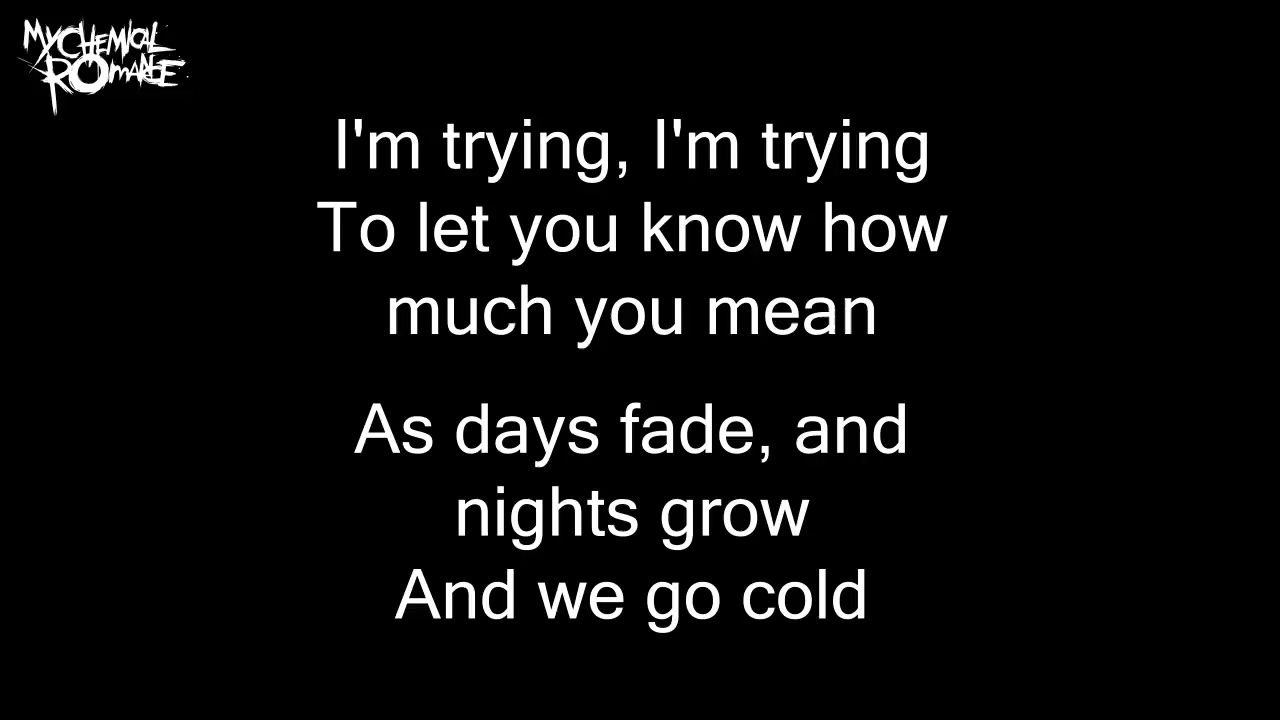 MY CHEMICAL
ROMANCE
I'm trying, I'm trying
To let you know how
much you mean
As days fade, and
nights grow
And we go cold